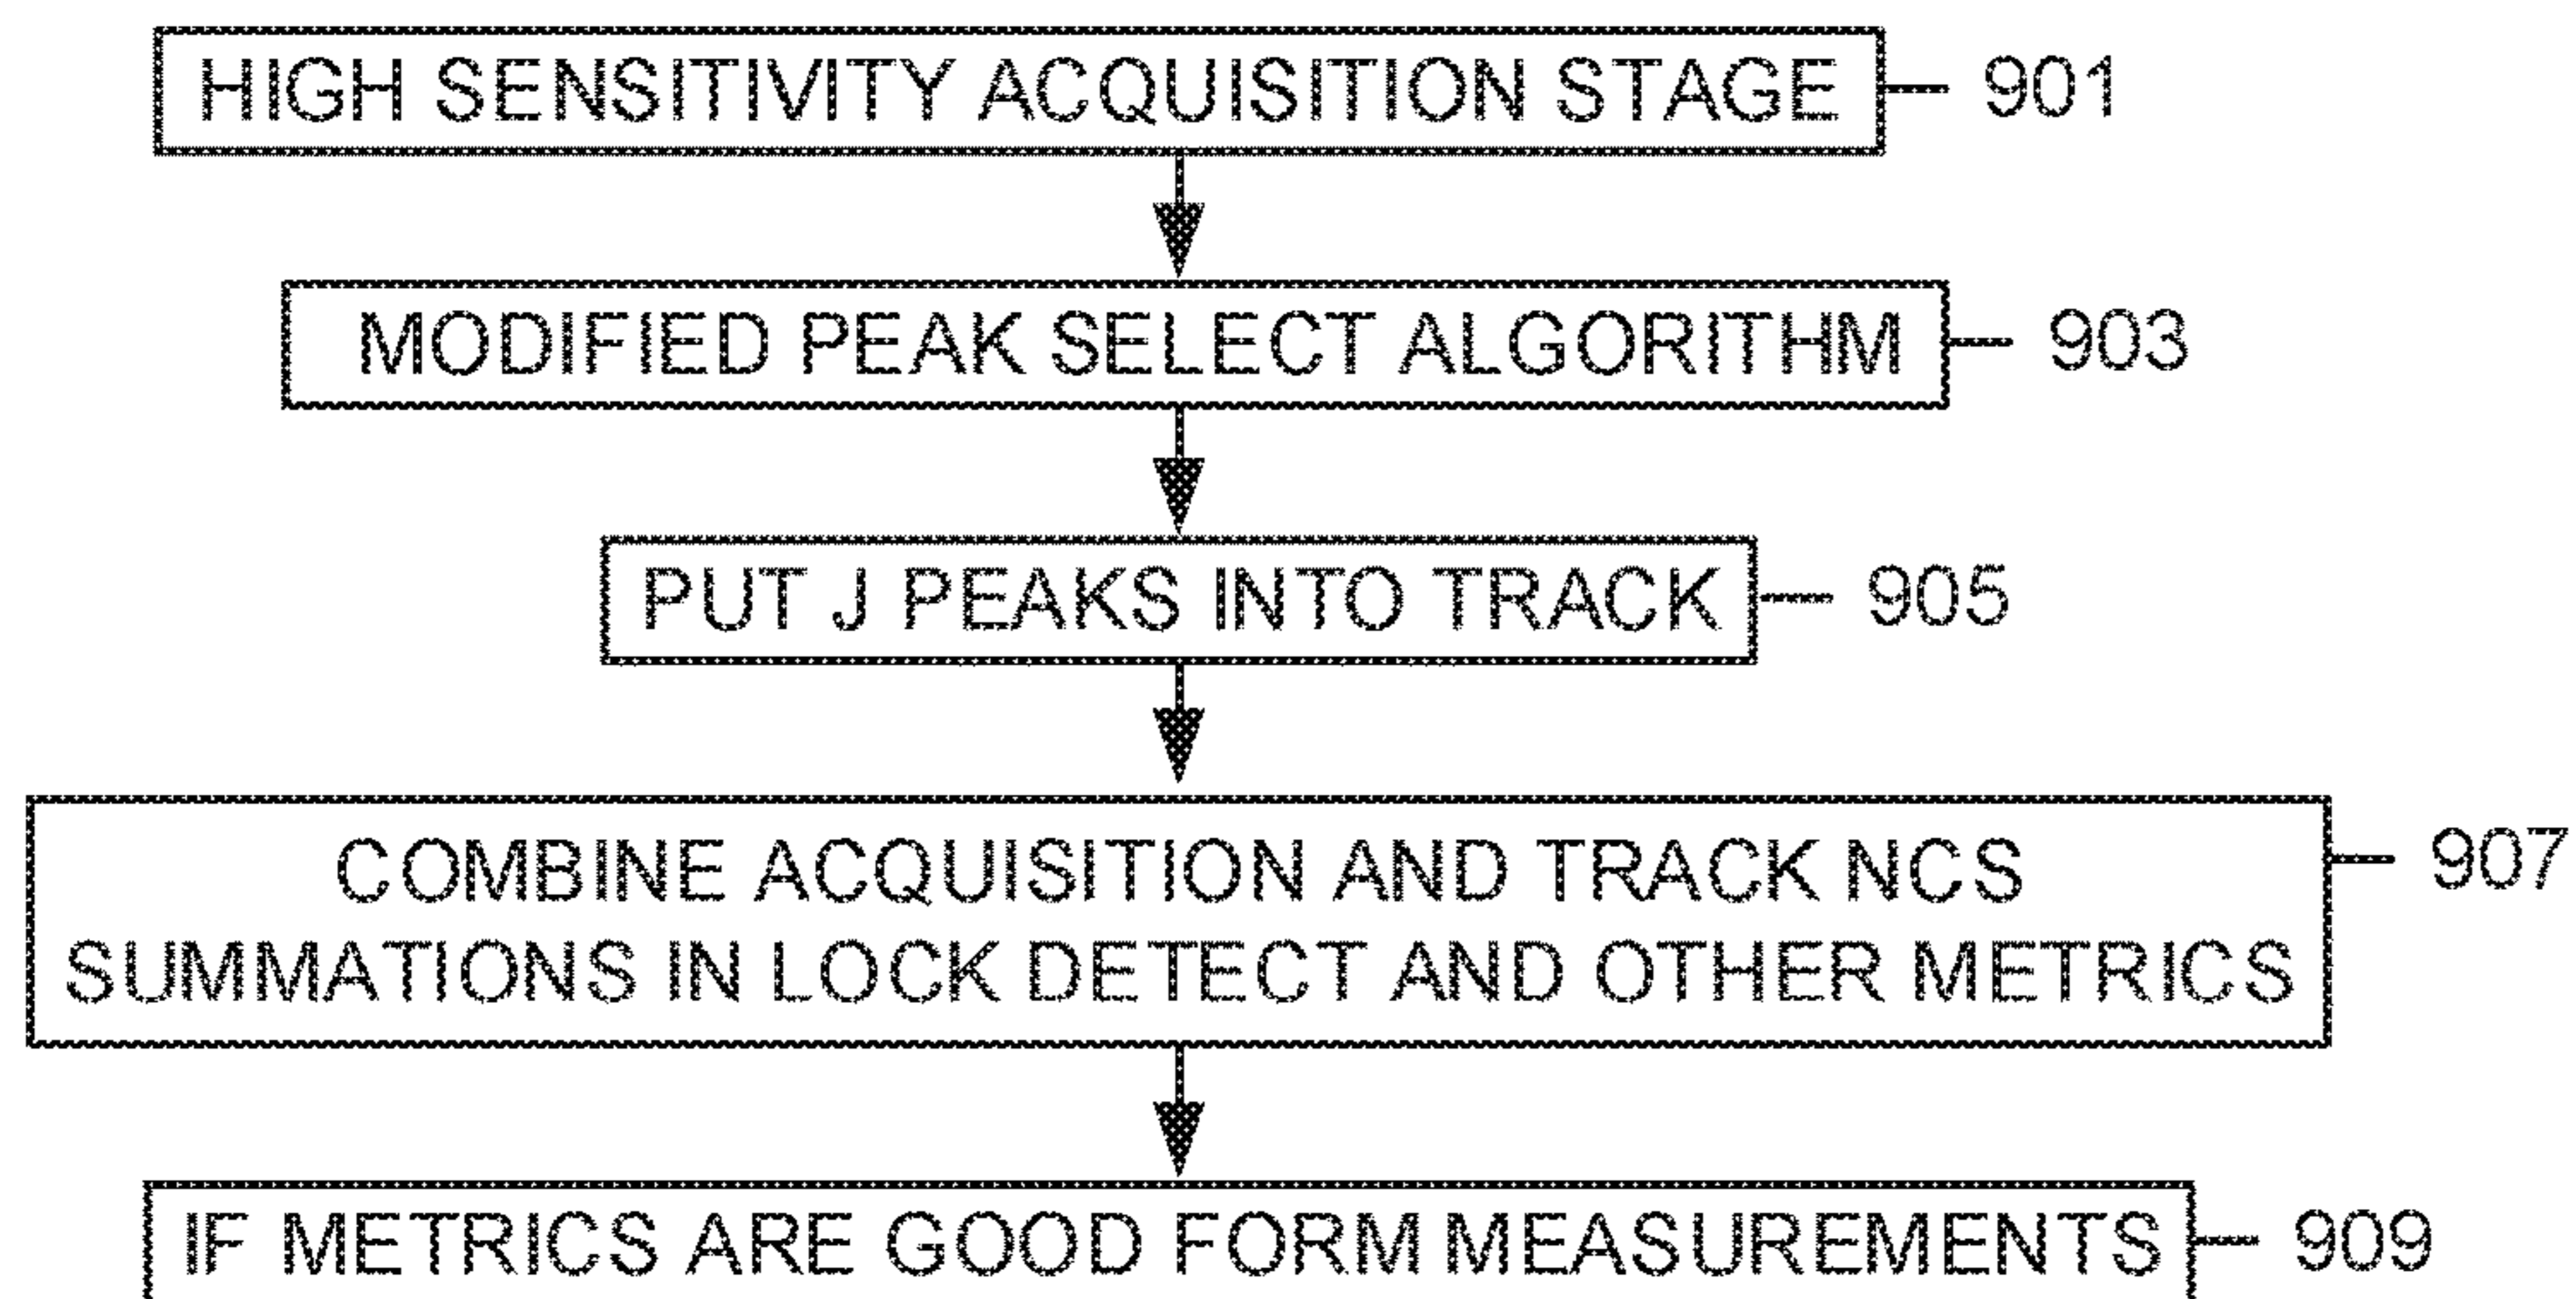 HIGH SENSITIVITY ACQUISITION STAGE 901
MODIFIED PEAK SELECT ALGORITHM 903
PUT J PEAKS INTO TRACK 905
COMBINE ACQUISITION AND TRACK NCS 907
SUMMATIONS IN LOCK DETECT AND OTHER METRICS
IF METRICS ARE GOOD FORM MEASUREMENTS 909